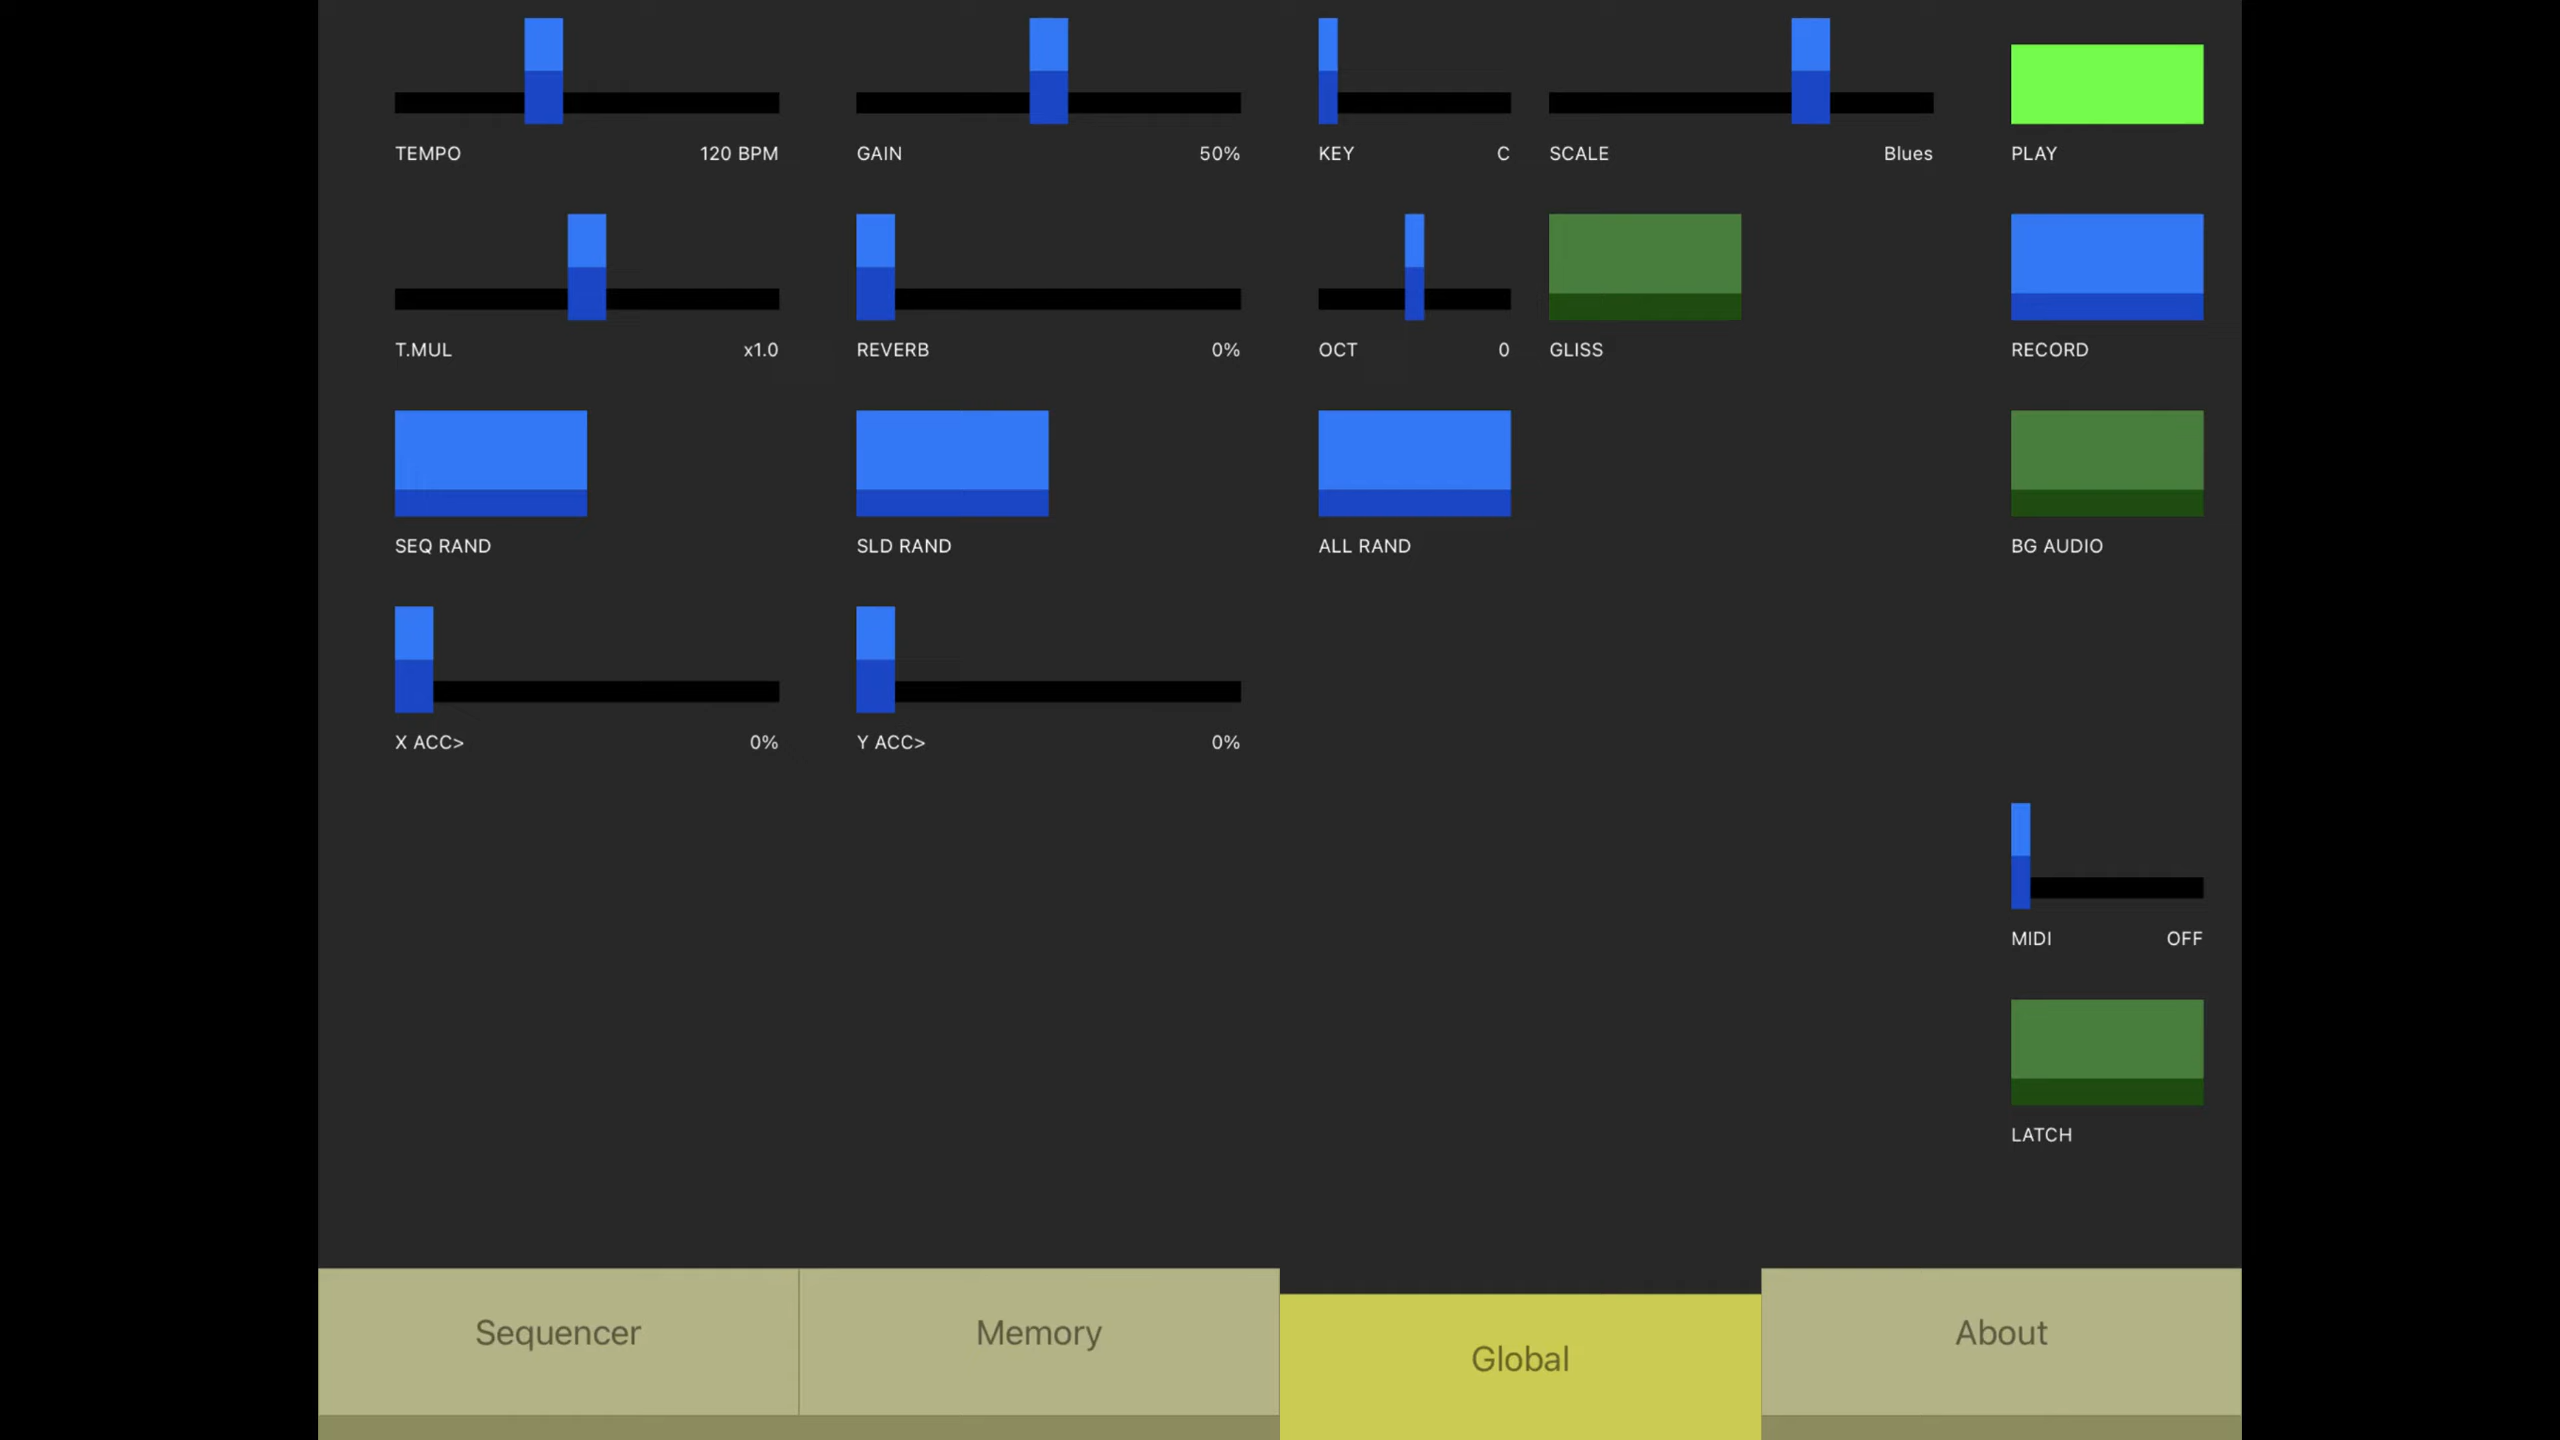 TEMPO 120 BPM GAIN 50% KEY C SCALE Blues PLAY
T.MUL x1.0 REVERB 0% OCT 0 GLISS RECORD
SEQ RAND SLD RAND ALL RAND BG AUDIO
X ACC> 0% Y ACC> 0%
MIDI OFF
LATCH
Sequencer Memory Global About